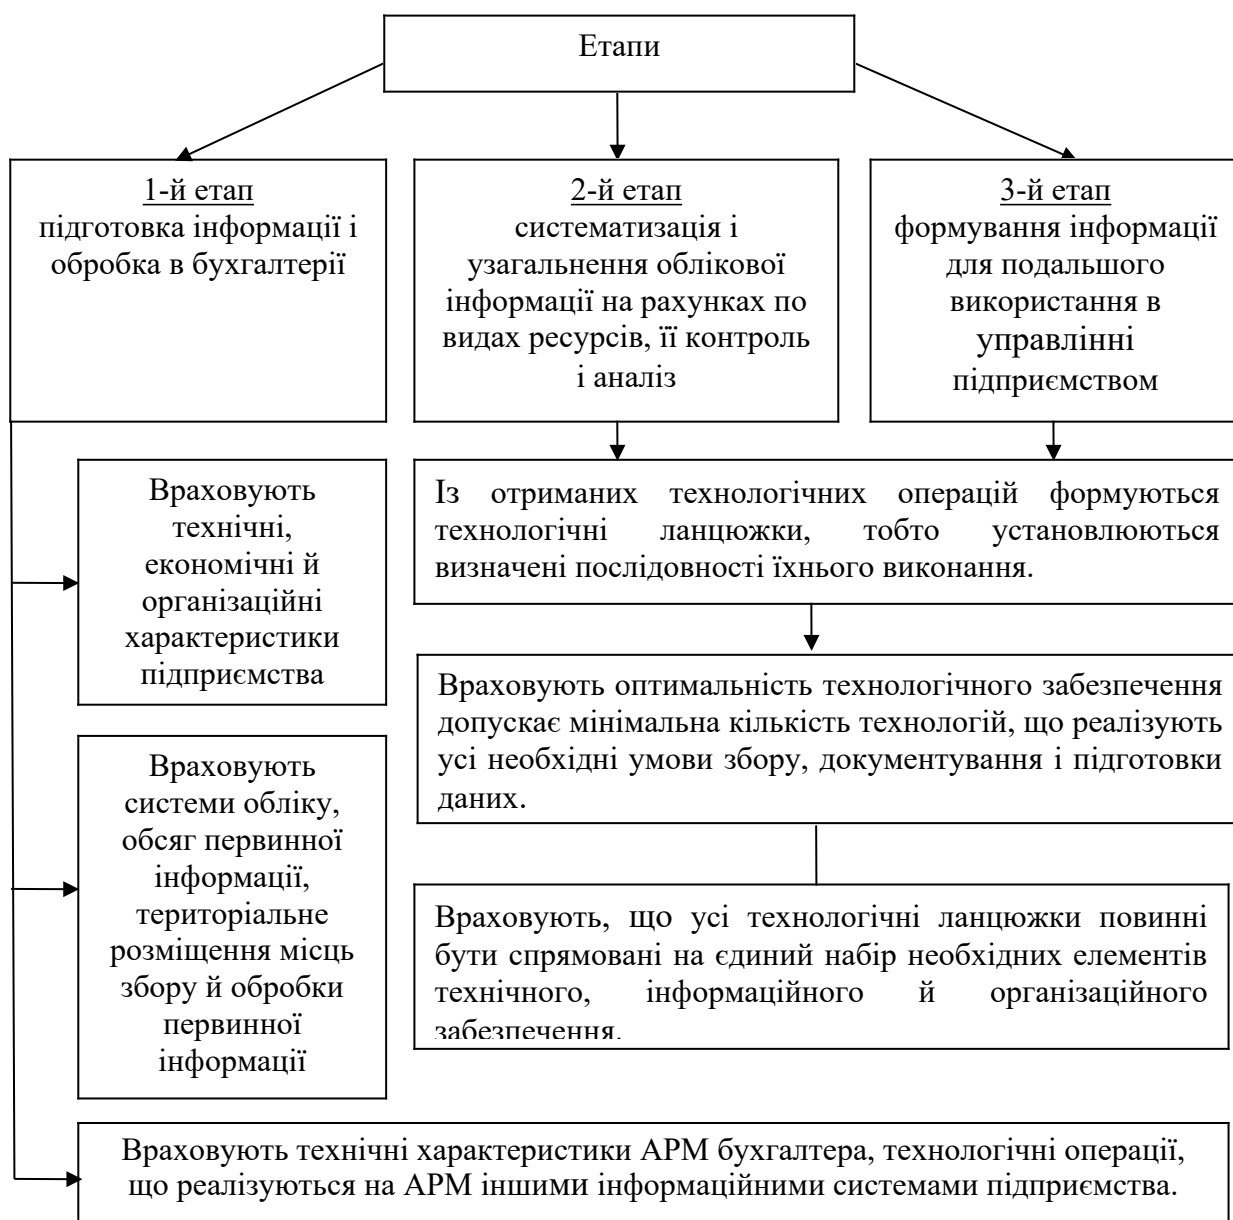 Етапи
1-й етап
підготовка інформації і
обробка в бухгалтерії
2-й етап
систематизація і
узагальнення облікової
інформації на рахунках по
видах ресурсів, її контроль
і аналіз
3-й етап
формування інформації
для подальшого
використання в
управлінні
підприємством
Враховують
технічні,
економічні й
організаційні
характеристики
підприємства
Із отриманих технологічних операцій формуються
технологічні ланцюжки, тобто установлюються
визначені послідовності їхнього виконання.
Враховують оптимальність технологічного забезпечення
допускає мінімальна кількість технологій, що реалізують
усі необхідні умови збору, документування і підготовки
даних.
Враховують
системи обліку,
обсяг первинної
інформації,
територіальне
розміщення місць
збору й обробки
первинної
інформації
Враховують, що усі технологічні ланцюжки повинні
бути спрямовані на єдиний набір необхідних елементів
технічного, інформаційного й організаційного
забезпечення.
Враховують технічні характеристики АРМ бухгалтера, технологічні операції,
що реалізуються на АРМ іншими інформаційними системами підприємства.